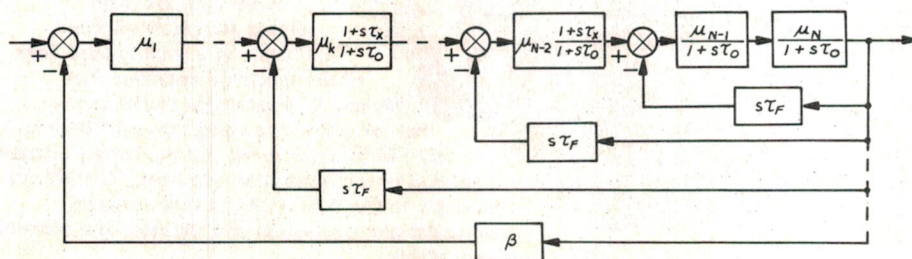 + − μ₁ + − μₖ 1+sτₓ / 1+sτ₀ + − μN-2 1+sτₓ / 1+sτ₀ + − μN-1 / 1+sτ₀ μN / 1+sτ₀
sτF
sτF
sτF
β